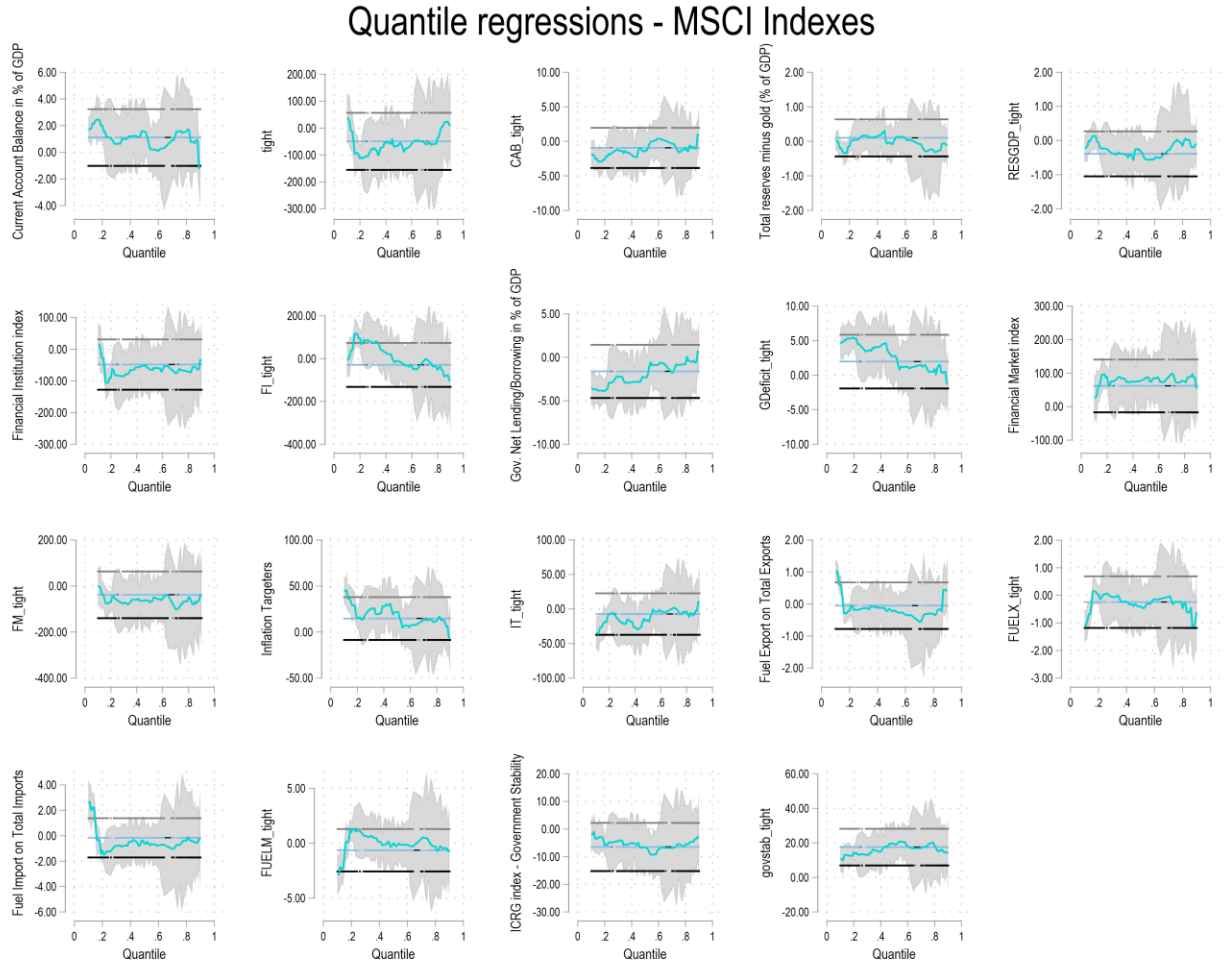 Quantile regressions - MSCI Indexes
Current Account Balance in % of GDP
6.00
4.00
2.00
0.00
-2.00
-4.00
0 .2 .4 .6 .8 1
Quantile
tight
200.00
100.00
0.00
-100.00
-200.00
-300.00
0 .2 .4 .6 .8 1
Quantile
CAB_tight
10.00
5.00
0.00
-5.00
-10.00
0 .2 .4 .6 .8 1
Quantile
Total reserves minus gold (% of GDP)
2.00
1.00
0.00
-1.00
-2.00
0 .2 .4 .6 .8 1
Quantile
RESGDP_tight
2.00
1.00
0.00
-1.00
-2.00
0 .2 .4 .6 .8 1
Quantile
Financial Institution index
100.00
0.00
-100.00
-200.00
-300.00
0 .2 .4 .6 .8 1
Quantile
FI_tight
200.00
0.00
-200.00
-400.00
0 .2 .4 .6 .8 1
Quantile
Gov. Net Lending/Borrowing in % of GDP
5.00
0.00
-5.00
-10.00
0 .2 .4 .6 .8 1
Quantile
GDeficit_tight
10.00
5.00
0.00
-5.00
-10.00
0 .2 .4 .6 .8 1
Quantile
Financial Market index
300.00
200.00
100.00
0.00
-100.00
0 .2 .4 .6 .8 1
Quantile
FM_tight
200.00
0.00
-200.00
-400.00
0 .2 .4 .6 .8 1
Quantile
Inflation Targeters
100.00
50.00
0.00
-50.00
0 .2 .4 .6 .8 1
Quantile
IT_tight
100.00
50.00
0.00
-50.00
-100.00
0 .2 .4 .6 .8 1
Quantile
Fuel Export on Total Exports
2.00
1.00
0.00
-1.00
-2.00
0 .2 .4 .6 .8 1
Quantile
FUELX_tight
2.00
1.00
0.00
-1.00
-2.00
-3.00
0 .2 .4 .6 .8 1
Quantile
Fuel Import on Total Imports
4.00
2.00
0.00
-2.00
-4.00
-6.00
0 .2 .4 .6 .8 1
Quantile
FUELM_tight
5.00
0.00
-5.00
0 .2 .4 .6 .8 1
Quantile
ICRG index - Government Stability
20.00
10.00
0.00
-10.00
-20.00
-30.00
0 .2 .4 .6 .8 1
Quantile
govstab_tight
60.00
40.00
20.00
0.00
-20.00
0 .2 .4 .6 .8 1
Quantile